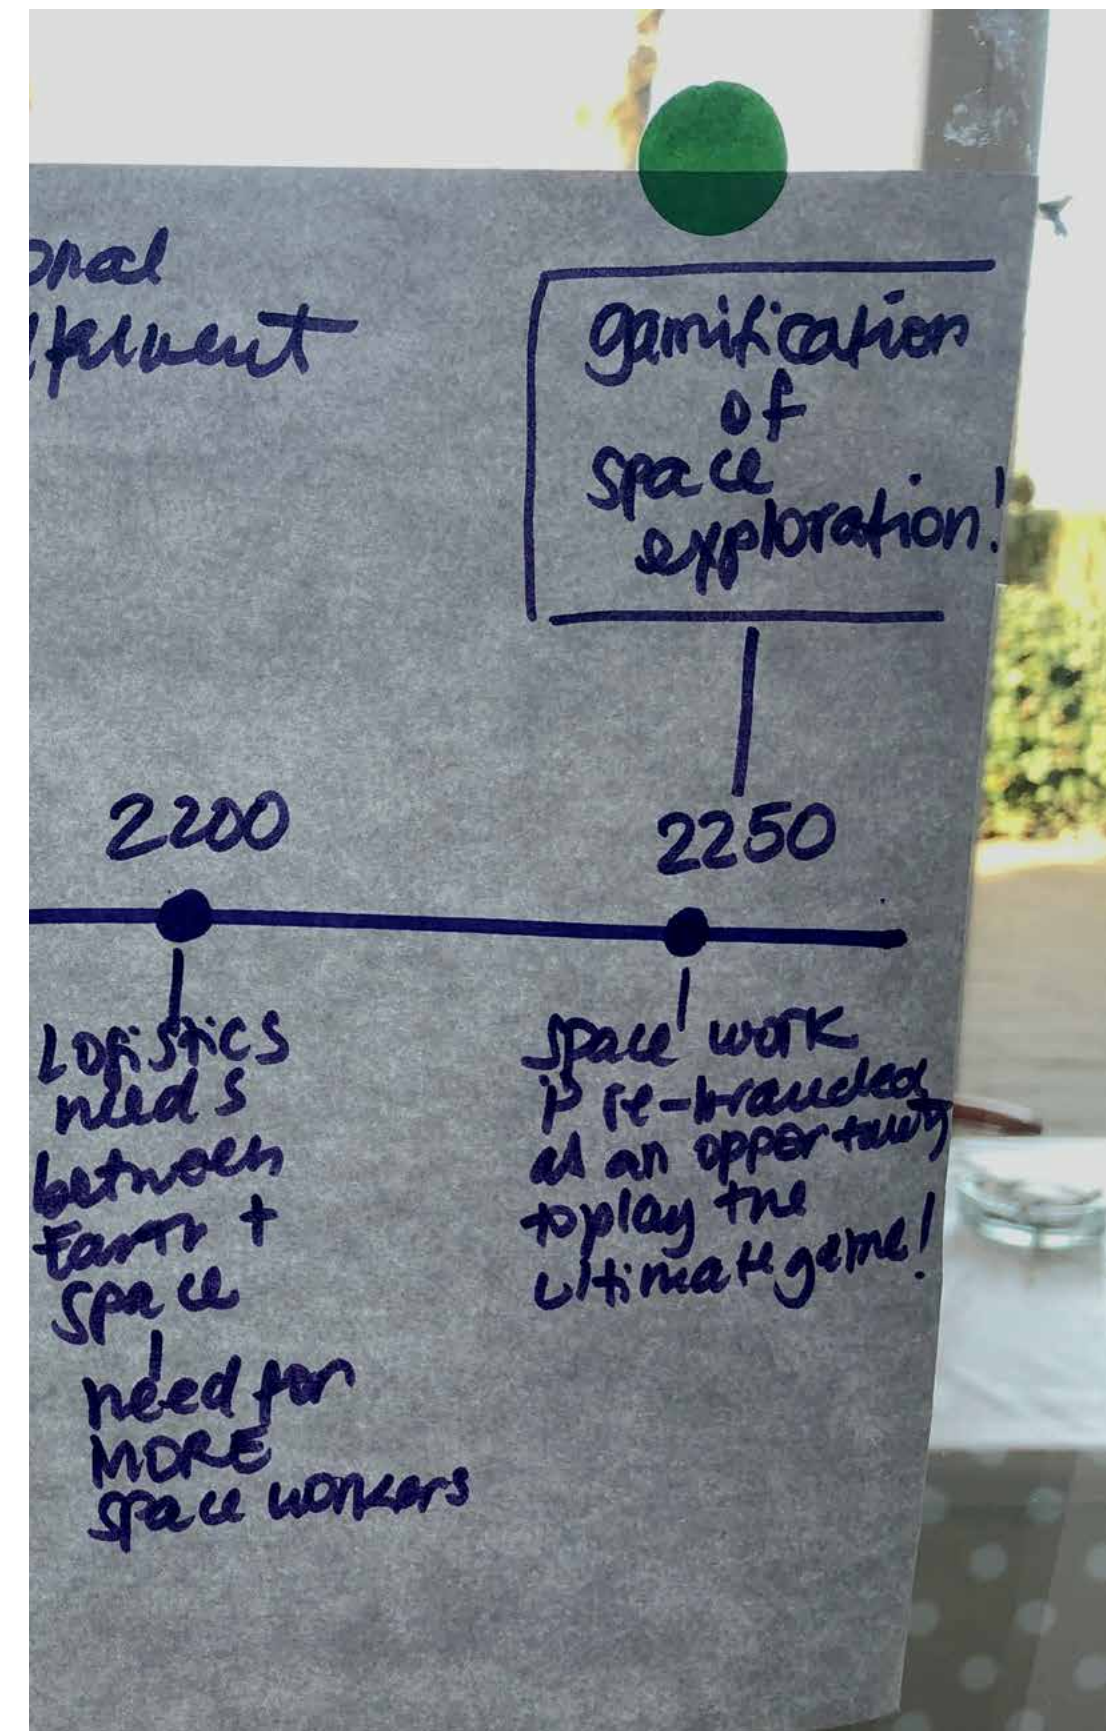 onal
gamification
of
space
exploration!
2200
2250
Logistics
needs
between
Earth +
space
need for
MORE
space workers
space work
is re-branded
as an opportunity
to play the
ultimate game!